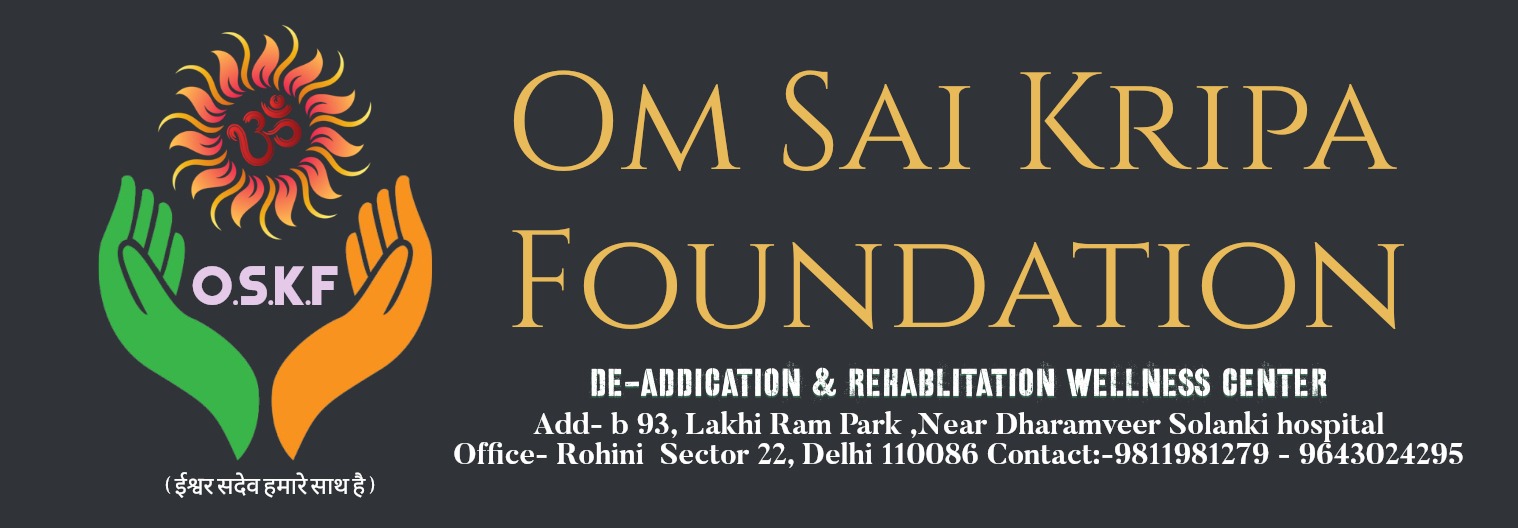 ॐ
O.S.K.F
(ईश्वर सदेव हमारे साथ है)
OM SAI KRIPA
FOUNDATION
DE-ADDICATION & REHABLITATION WELLNESS CENTER
Add- b 93, Lakhi Ram Park ,Near Dharamveer Solanki hospital
Office- Rohini Sector 22, Delhi 110086 Contact:-9811981279 - 9643024295